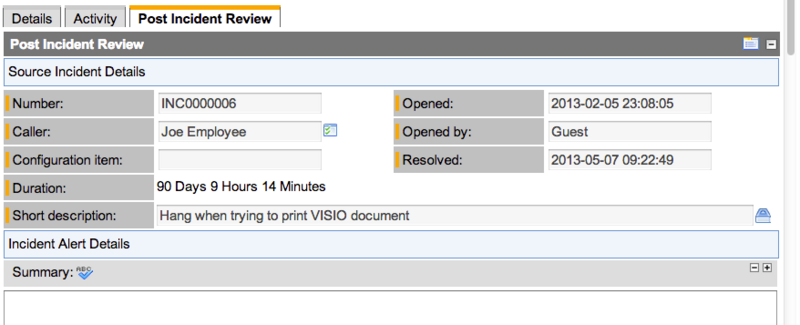 Details Activity Post Incident Review
Post Incident Review
Source Incident Details
Number: INC0000006 Opened: 2013-02-05 23:08:05
Caller: Joe Employee Opened by: Guest
Configuration item: Resolved: 2013-05-07 09:22:49
Duration: 90 Days 9 Hours 14 Minutes
Short description: Hang when trying to print VISIO document
Incident Alert Details
Summary: ABC